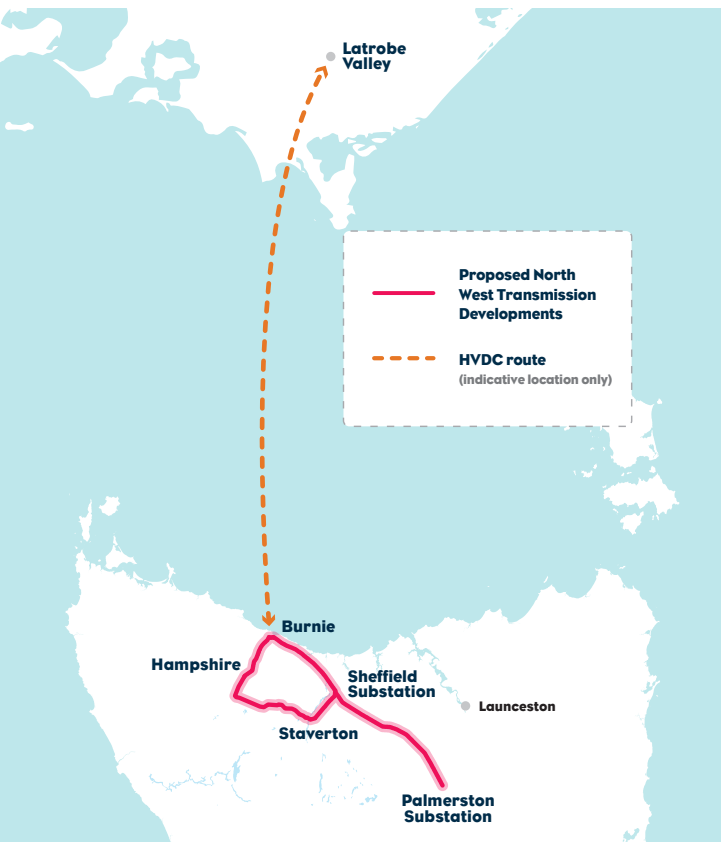 Latrobe
Valley
Proposed North
West Transmission
Developments
HVDC route
(indicative location only)
Burnie
Hampshire
Sheffield
Substation
Launceston
Staverton
Palmerston
Substation